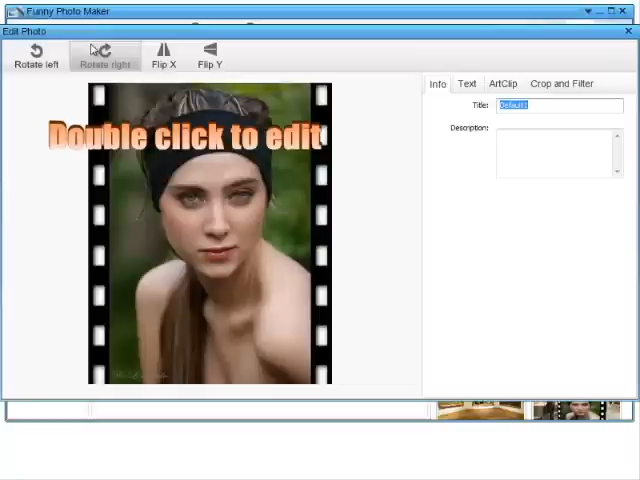 Funny Photo Maker
Edit Photo
Rotate left
Rotate right
Flip X
Flip Y
Info
Text
ArtClip
Crop and Filter
Title:
Default1
Description:
Double click to edit